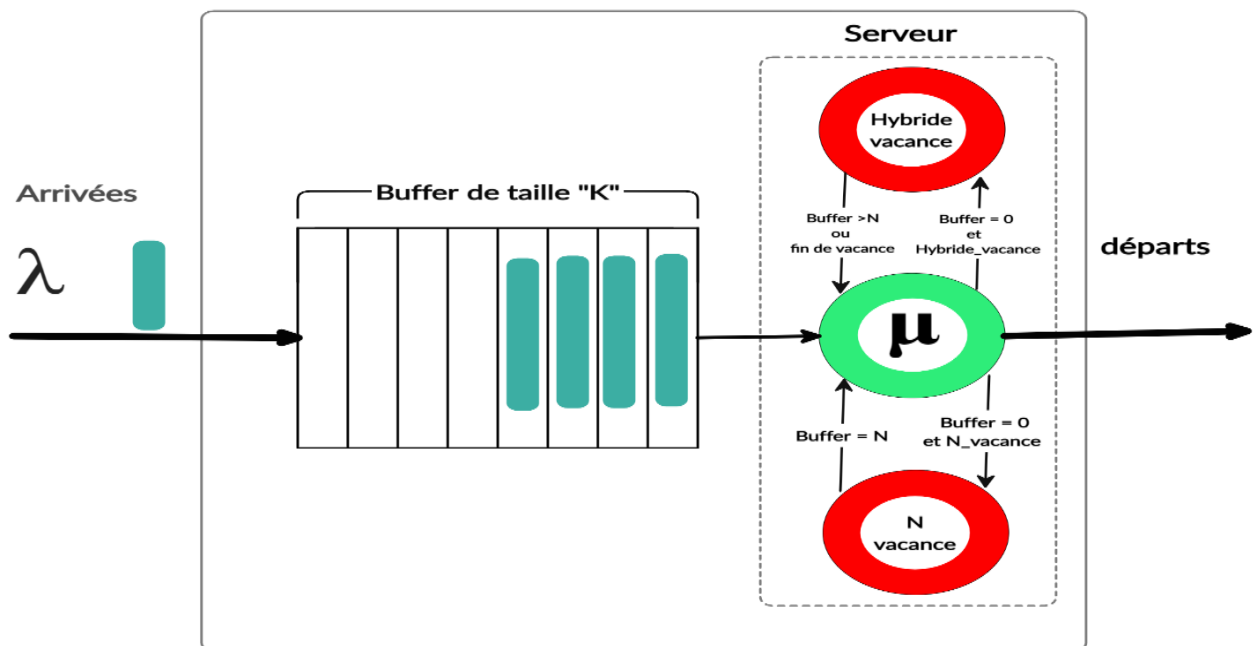 Serveur
Hybride
vacance
Arrivées
λ
Buffer de taille "K"
Buffer >N
ou
fin de vacance
Buffer = 0
et
Hybride_vacance
départs
μ
Buffer = N
Buffer = 0
et N_vacance
N
vacance